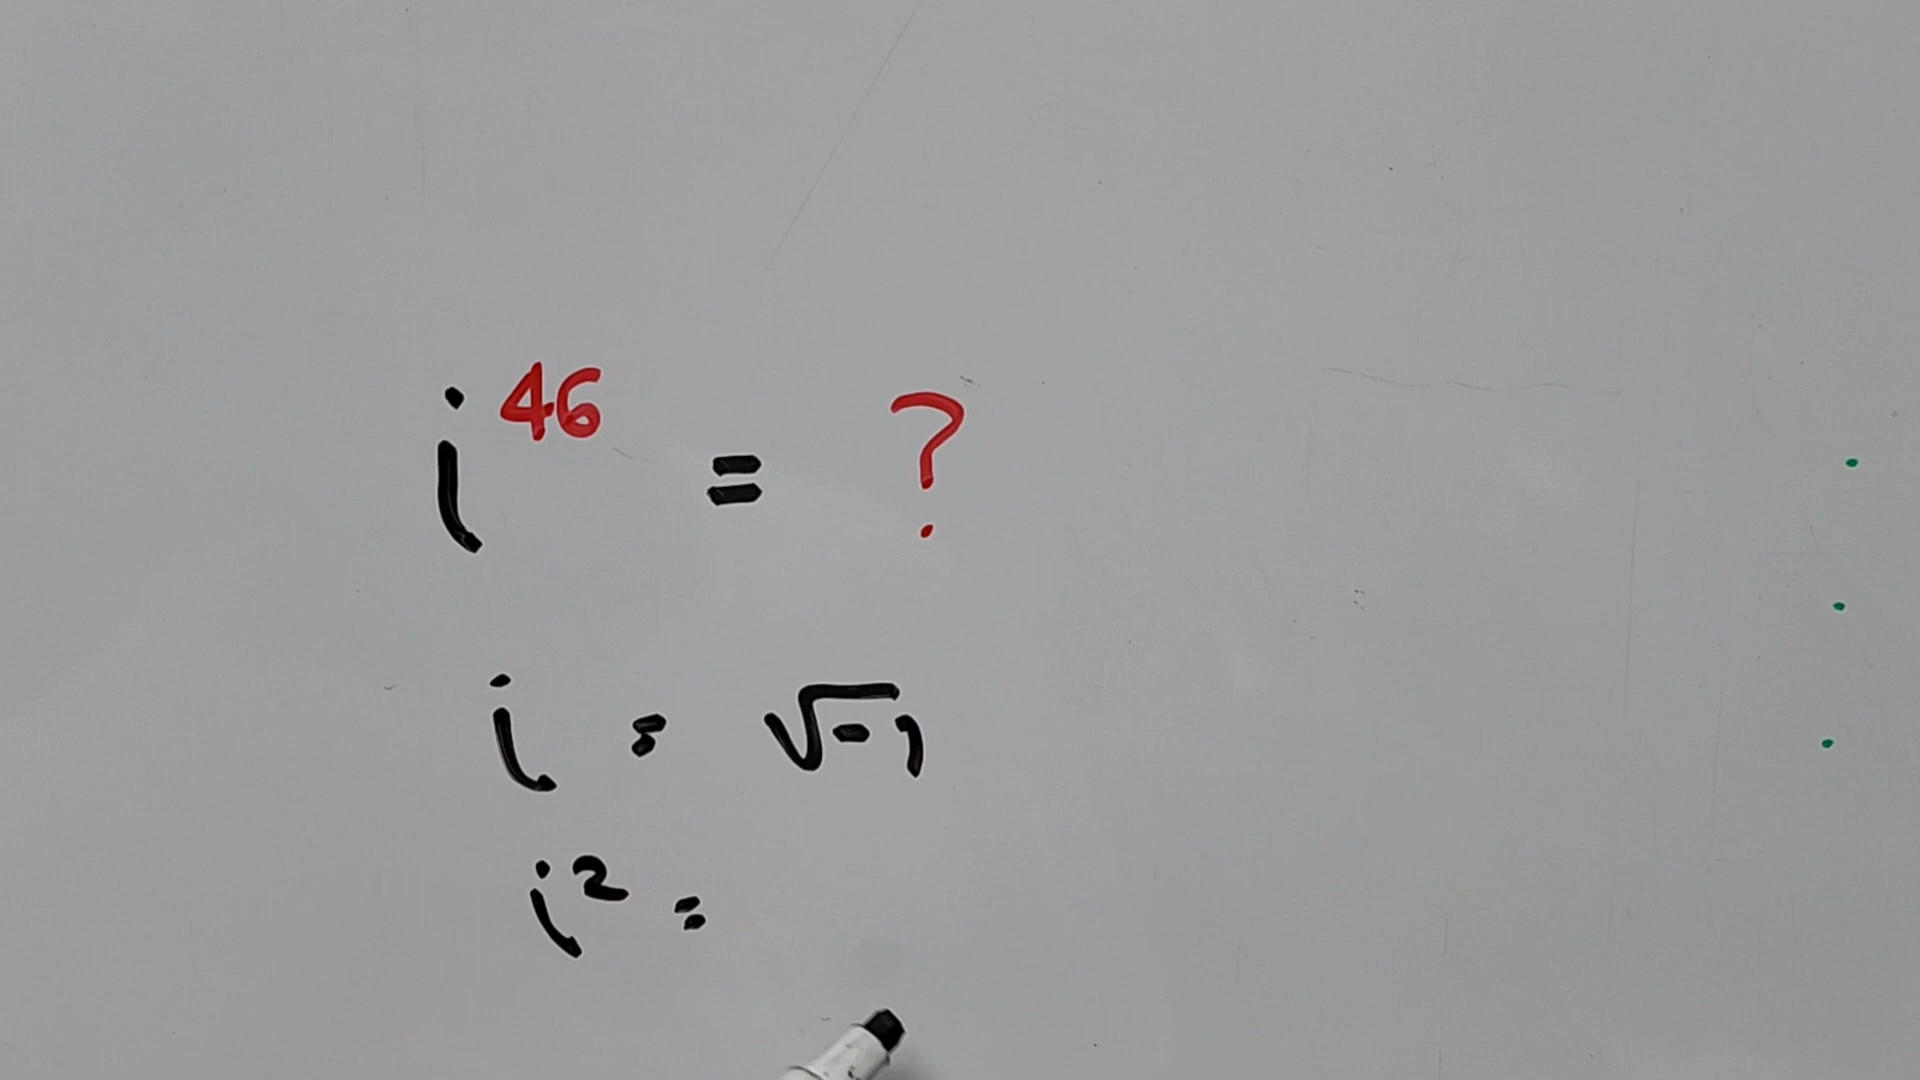 i⁴⁶ = ?
i = √-1
i² =